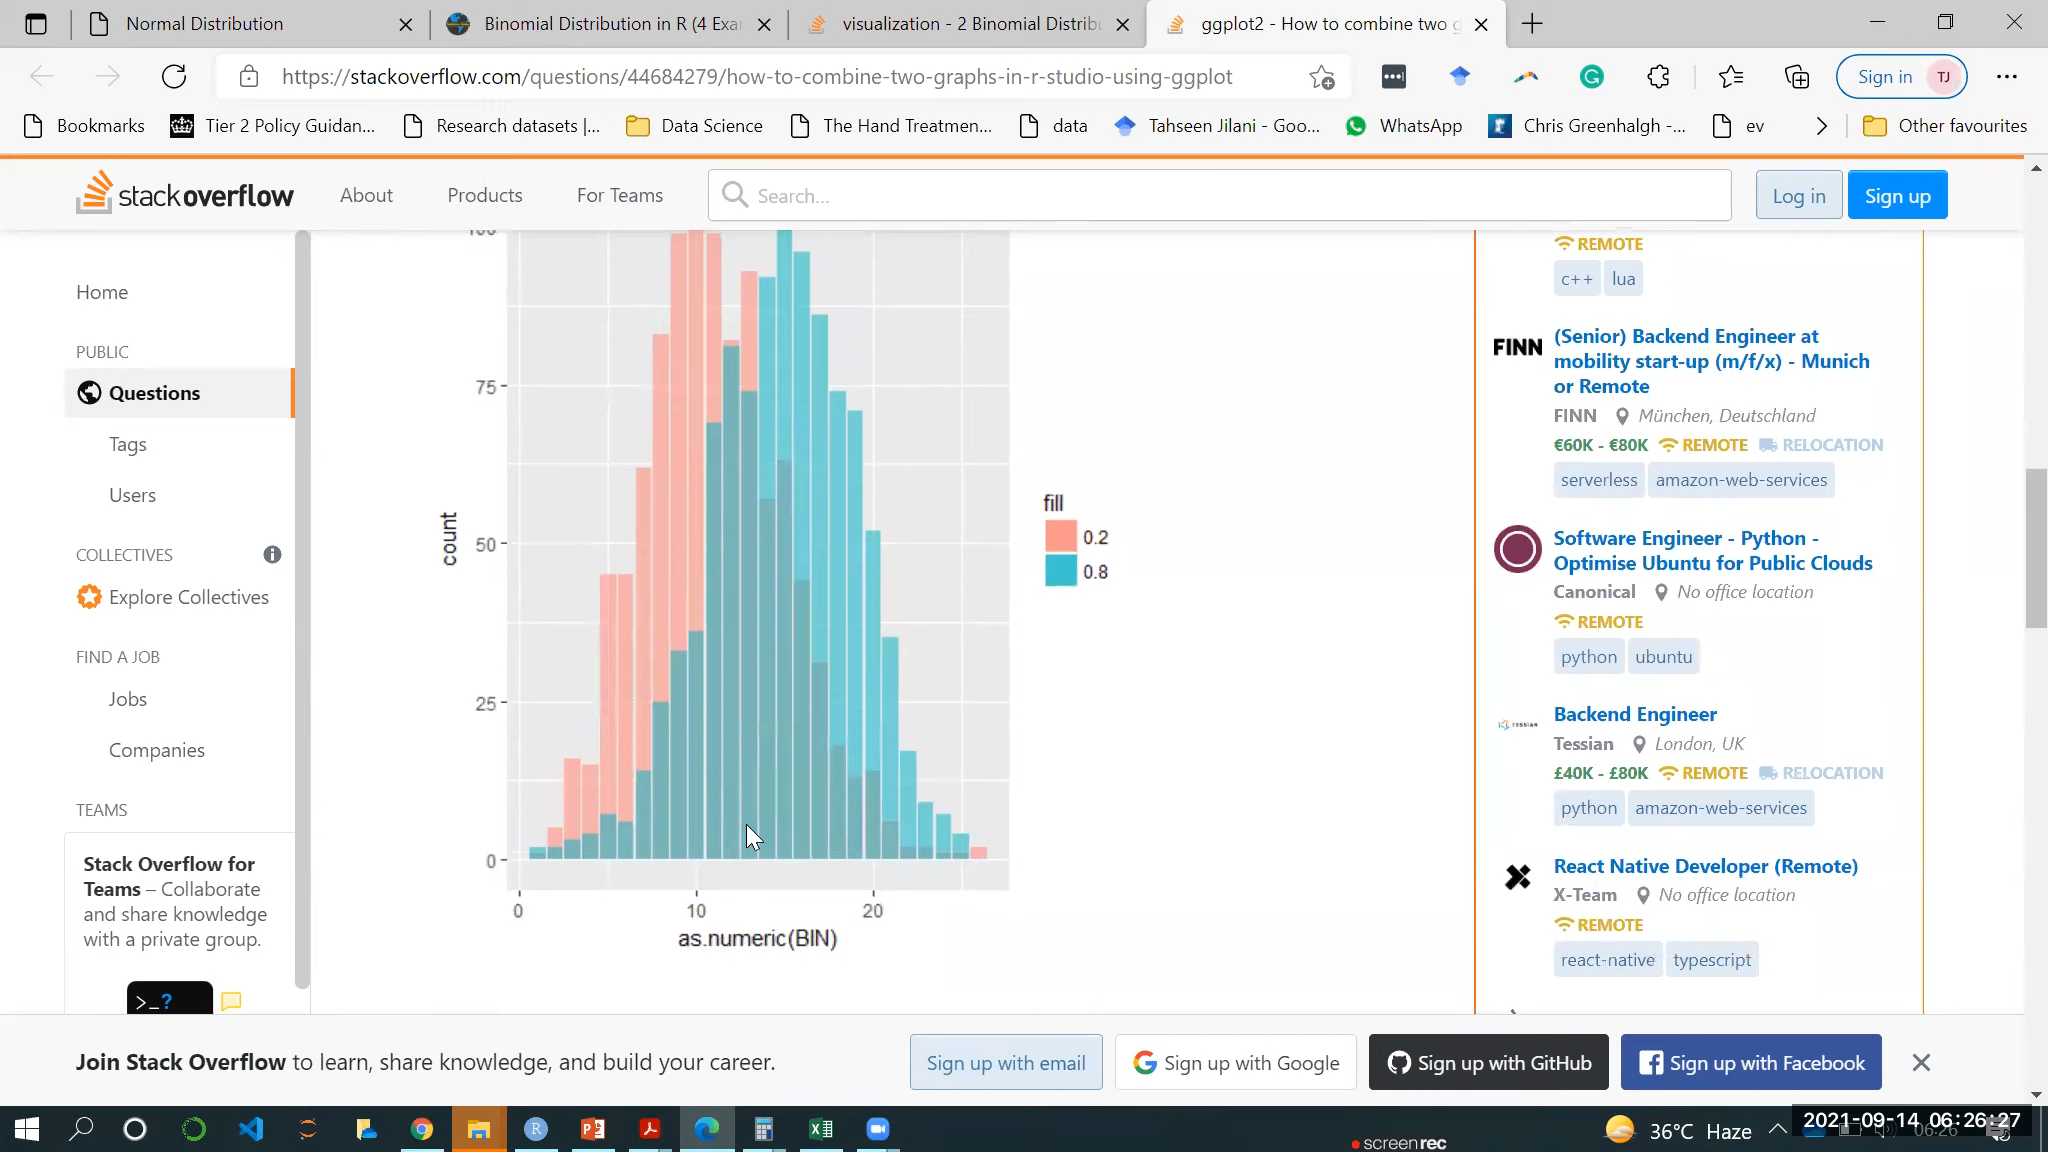 Normal Distribution
Binomial Distribution in R (4 Exa
visualization - 2 Binomial Distribu
ggplot2 - How to combine two g
https://stackoverflow.com/questions/44684279/how-to-combine-two-graphs-in-r-studio-using-ggplot
Sign in TJ
Bookmarks
Tier 2 Policy Guidan...
Research datasets |...
Data Science
The Hand Treatmen...
data
Tahseen Jilani - Goo...
WhatsApp
Chris Greenhalgh -...
ev
Other favourites
stackoverflow
About
Products
For Teams
Search...
Log in
Sign up
Home
PUBLIC
Questions
Tags
Users
COLLECTIVES
Explore Collectives
FIND A JOB
Jobs
Companies
TEAMS
Stack Overflow for
Teams – Collaborate
and share knowledge
with a private group.
>_?
100
75
50
25
0
count
0 10 20
as.numeric(BIN)
fill
0.2
0.8
REMOTE
c++ lua
FINN
(Senior) Backend Engineer at
mobility start-up (m/f/x) - Munich
or Remote
FINN München, Deutschland
€60K - €80K REMOTE RELOCATION
serverless amazon-web-services
Software Engineer - Python -
Optimise Ubuntu for Public Clouds
Canonical No office location
REMOTE
python ubuntu
TESSIAN
Backend Engineer
Tessian London, UK
£40K - £80K REMOTE RELOCATION
python amazon-web-services
React Native Developer (Remote)
X-Team No office location
REMOTE
react-native typescript
Join Stack Overflow to learn, share knowledge, and build your career.
Sign up with email
Sign up with Google
Sign up with GitHub
Sign up with Facebook
36°C Haze
2021-09-14 06:26:27
06:26
screenrec